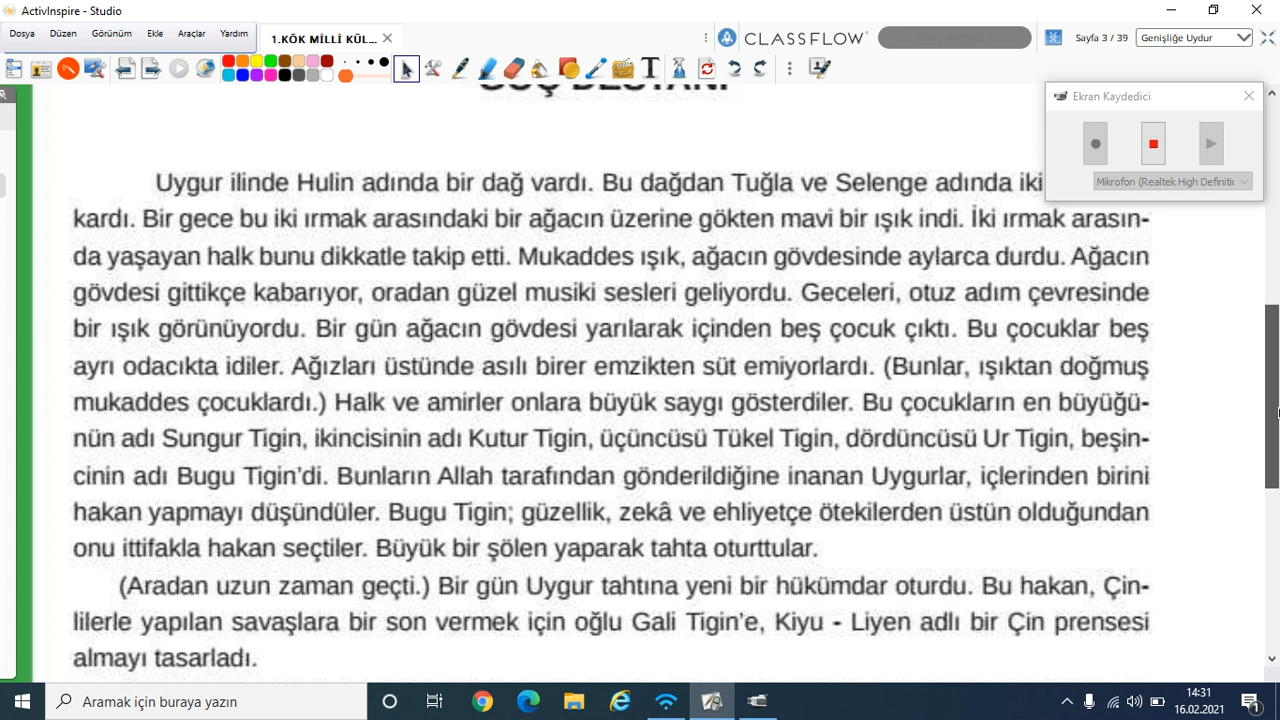 ActivInspire - Studio
Dosya Düzen Görünüm Ekle Araçlar Yardım
1.KÖK MİLLİ KÜL...
CLASSFLOW
Sayfa 3 / 39
Genişliğe Uydur
GÖÇ DESTANI
Ekran Kaydedici
Mikrofon (Realtek High Definitic
Uygur ilinde Hulin adında bir dağ vardı. Bu dağdan Tuğla ve Selenge adında iki
kardı. Bir gece bu iki ırmak arasındaki bir ağacın üzerine gökten mavi bir ışık indi. İki ırmak arasın-
da yaşayan halk bunu dikkatle takip etti. Mukaddes ışık, ağacın gövdesinde aylarca durdu. Ağacın
gövdesi gittikçe kabarıyor, oradan güzel musiki sesleri geliyordu. Geceleri, otuz adım çevresinde
bir ışık görünüyordu. Bir gün ağacın gövdesi yarılarak içinden beş çocuk çıktı. Bu çocuklar beş
ayrı odacıkta idiler. Ağızları üstünde asılı birer emzikten süt emiyorlardı. (Bunlar, ışıktan doğmuş
mukaddes çocuklardı.) Halk ve amirler onlara büyük saygı gösterdiler. Bu çocukların en büyüğü-
nün adı Sungur Tigin, ikincisinin adı Kutur Tigin, üçüncüsü Tükel Tigin, dördüncüsü Ur Tigin, beşin-
cinin adı Bugu Tigin'di. Bunların Allah tarafından gönderildiğine inanan Uygurlar, içlerinden birini
hakan yapmayı düşündüler. Bugu Tigin; güzellik, zekâ ve ehliyetçe ötekilerden üstün olduğundan
onu ittifakla hakan seçtiler. Büyük bir şölen yaparak tahta oturttular.
(Aradan uzun zaman geçti.) Bir gün Uygur tahtına yeni bir hükümdar oturdu. Bu hakan, Çin-
lilerle yapılan savaşlara bir son vermek için oğlu Gali Tigin'e, Kiyu - Liyen adlı bir Çin prensesi
almayı tasarladı.
Aramak için buraya yazın
14:31
16.02.2021
1